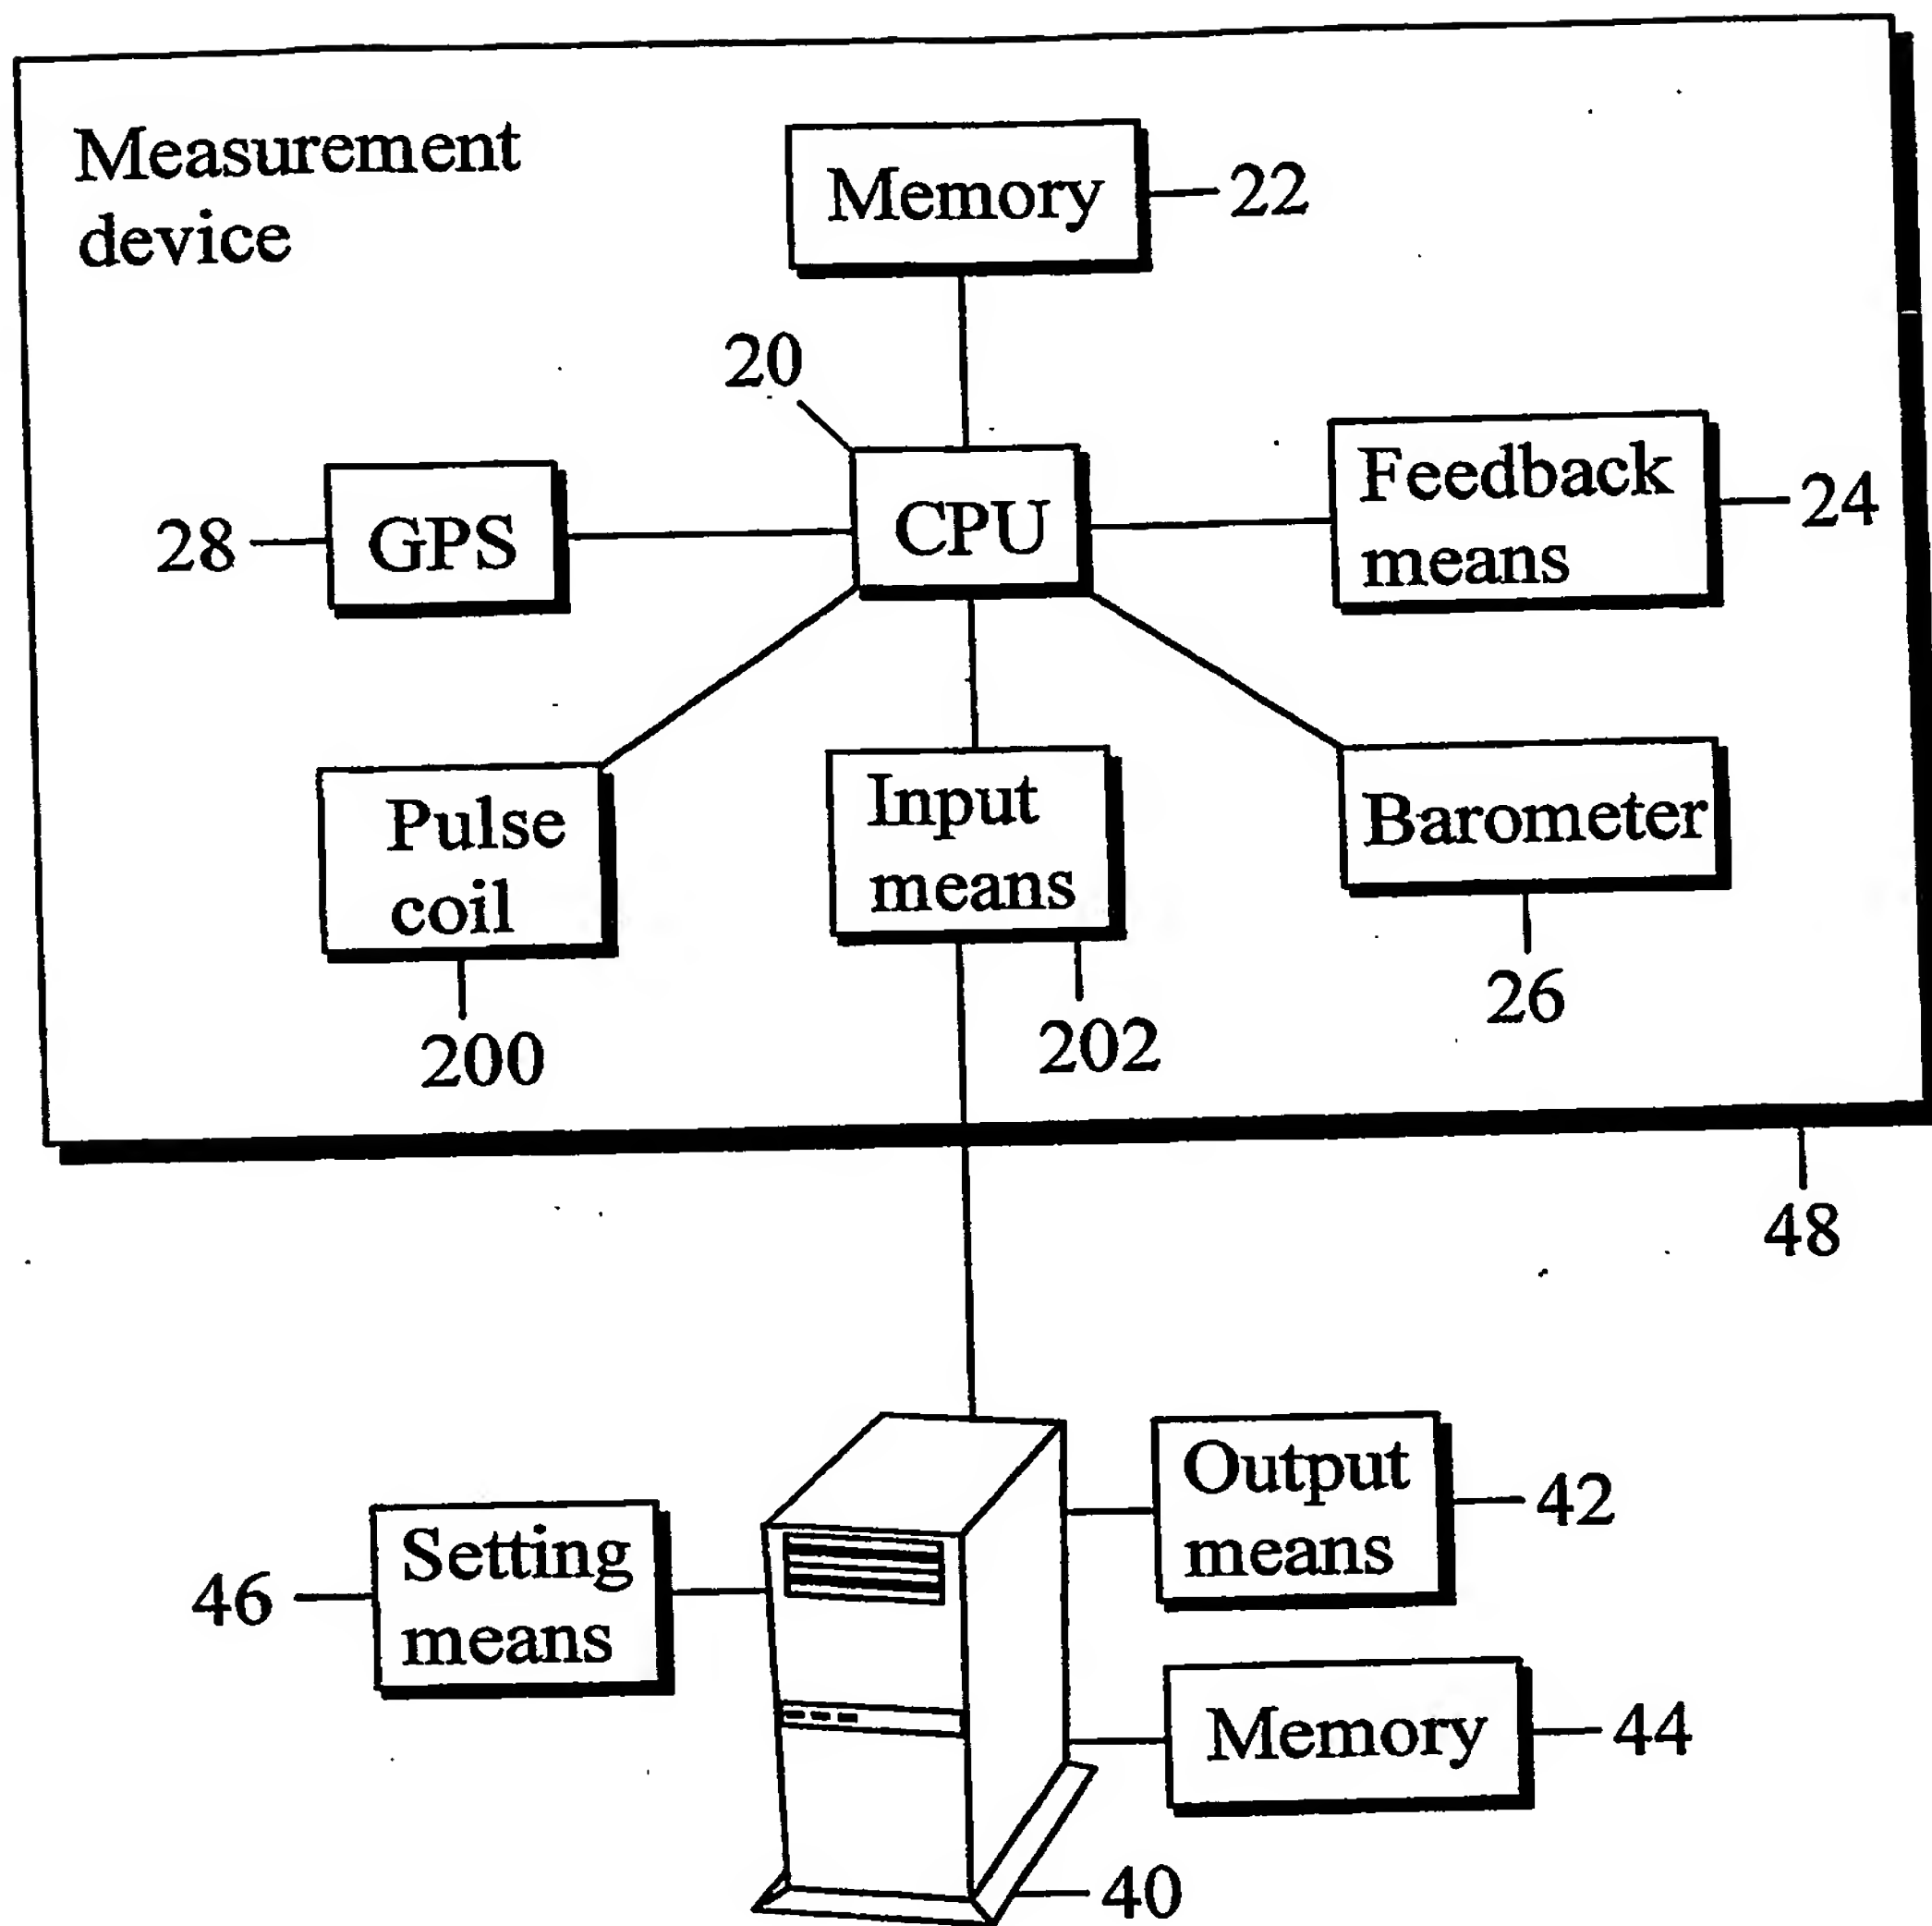 Measurement
device
Memory
22
20
CPU
Feedback
means
24
28
GPS
Pulse
coil
200
Input
means
202
Barometer
26
48
Output
means
42
Setting
means
46
Memory
44
40